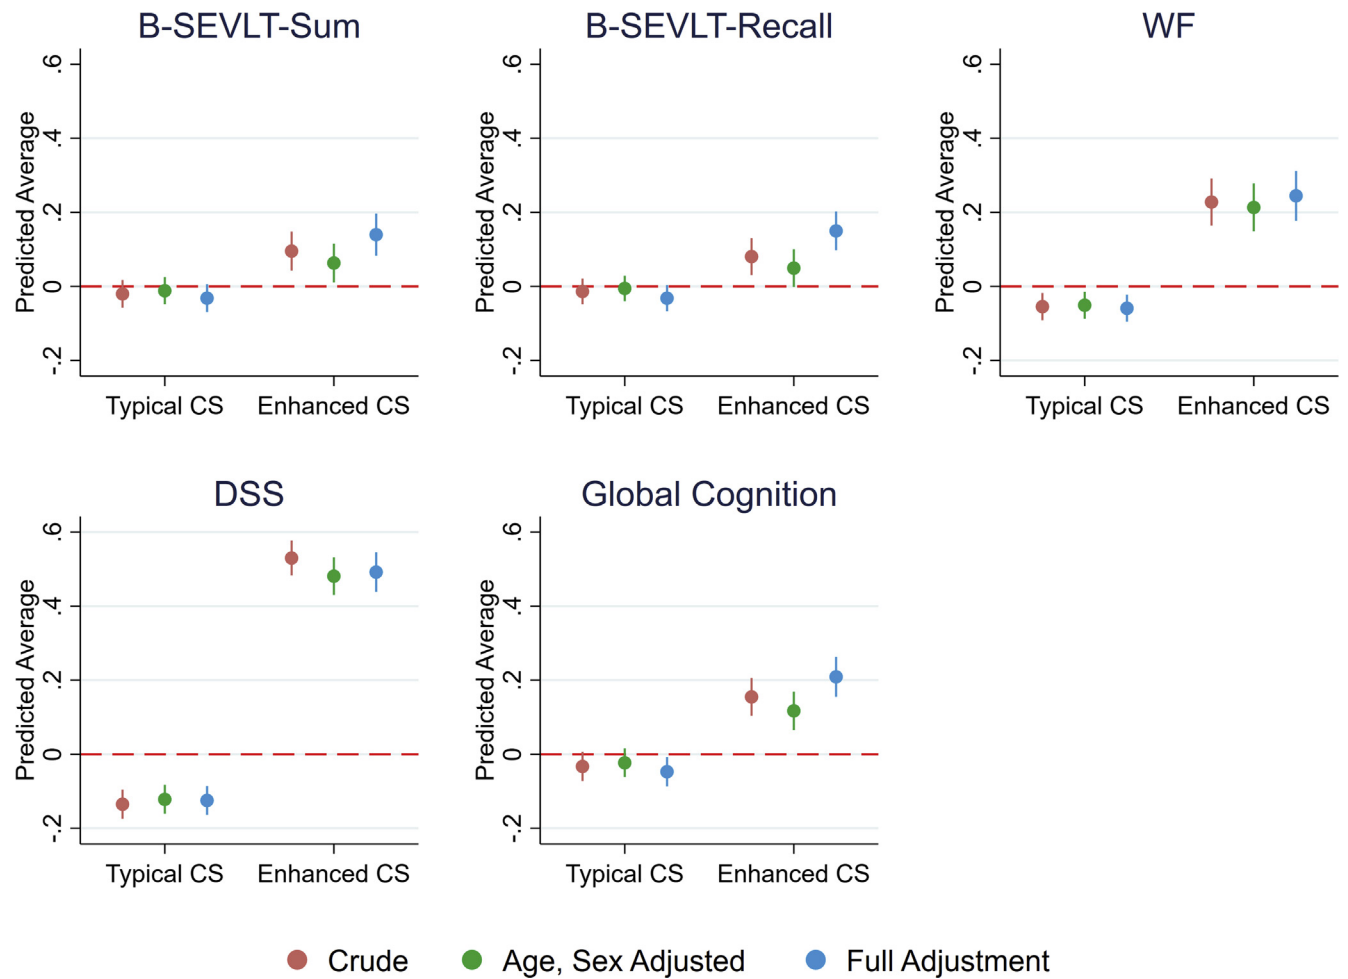 B-SEVLT-Sum
Predicted Average
.6
.4
.2
0
-.2
Typical CS Enhanced CS
B-SEVLT-Recall
Predicted Average
.6
.4
.2
0
-.2
Typical CS Enhanced CS
WF
Predicted Average
.6
.4
.2
0
-.2
Typical CS Enhanced CS
DSS
Predicted Average
.6
.4
.2
0
-.2
Typical CS Enhanced CS
Global Cognition
Predicted Average
.6
.4
.2
0
-.2
Typical CS Enhanced CS
Crude Age, Sex Adjusted Full Adjustment